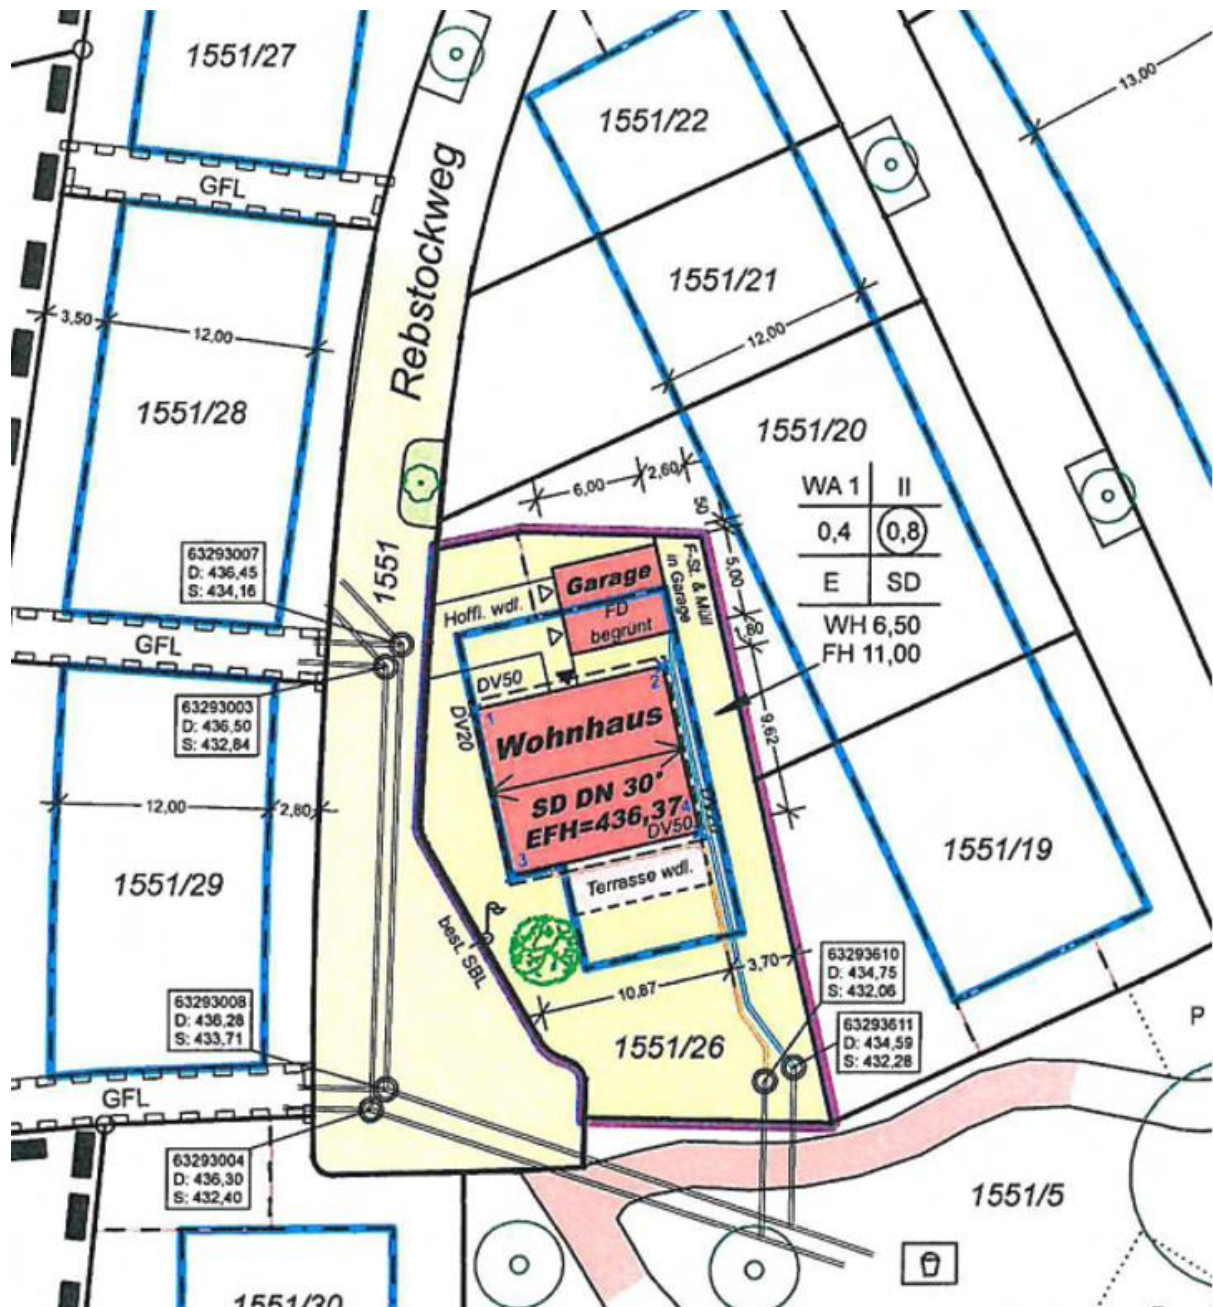 1551/27
13,00
1551/22
GFL
Rebstockweg
1551/21
3,50
12,00
12,00
1551/28
1551/20
6,00
2,60
WA 1
II
50
0,4
0,8
E
SD
WH 6,50
FH 11,00
63293007
D: 436,45
S: 434,16
1551
5,00
Garage
F-St. & Müll
in Garage
FD
begrünt
Hoffl. wdl.
80
GFL
DV50
2
63293003
D: 436,50
S: 432,84
1
DV20
Wohnhaus
9,62
12,00
2,80
SD DN 30°
EFH=436,37
4
DV50
3
1551/19
1551/29
Terrasse wdl.
best. SBL
3,70
10,87
63293610
D: 434,75
S: 432,06
63293008
D: 436,28
S: 433,71
63293611
D: 434,59
S: 432,28
P
1551/26
GFL
63293004
D: 436,30
S: 432,40
1551/5
1551/30